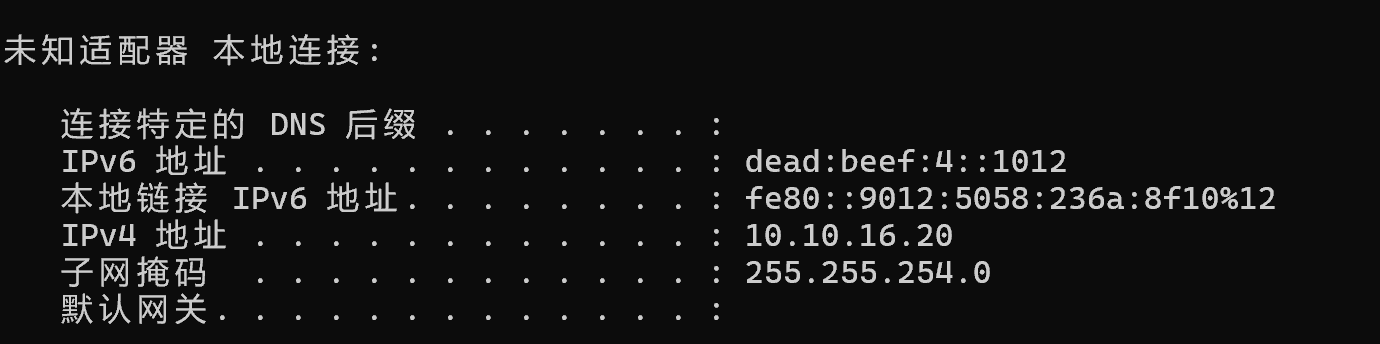 未知适配器 本地连接:
连接特定的 DNS 后缀 . . . . . . . :
IPv6 地址 . . . . . . . . . . . . : dead:beef:4::1012
本地链接 IPv6 地址. . . . . . . . : fe80::9012:5058:236a:8f10%12
IPv4 地址 . . . . . . . . . . . . : 10.10.16.20
子网掩码  . . . . . . . . . . . . : 255.255.254.0
默认网关. . . . . . . . . . . . . :